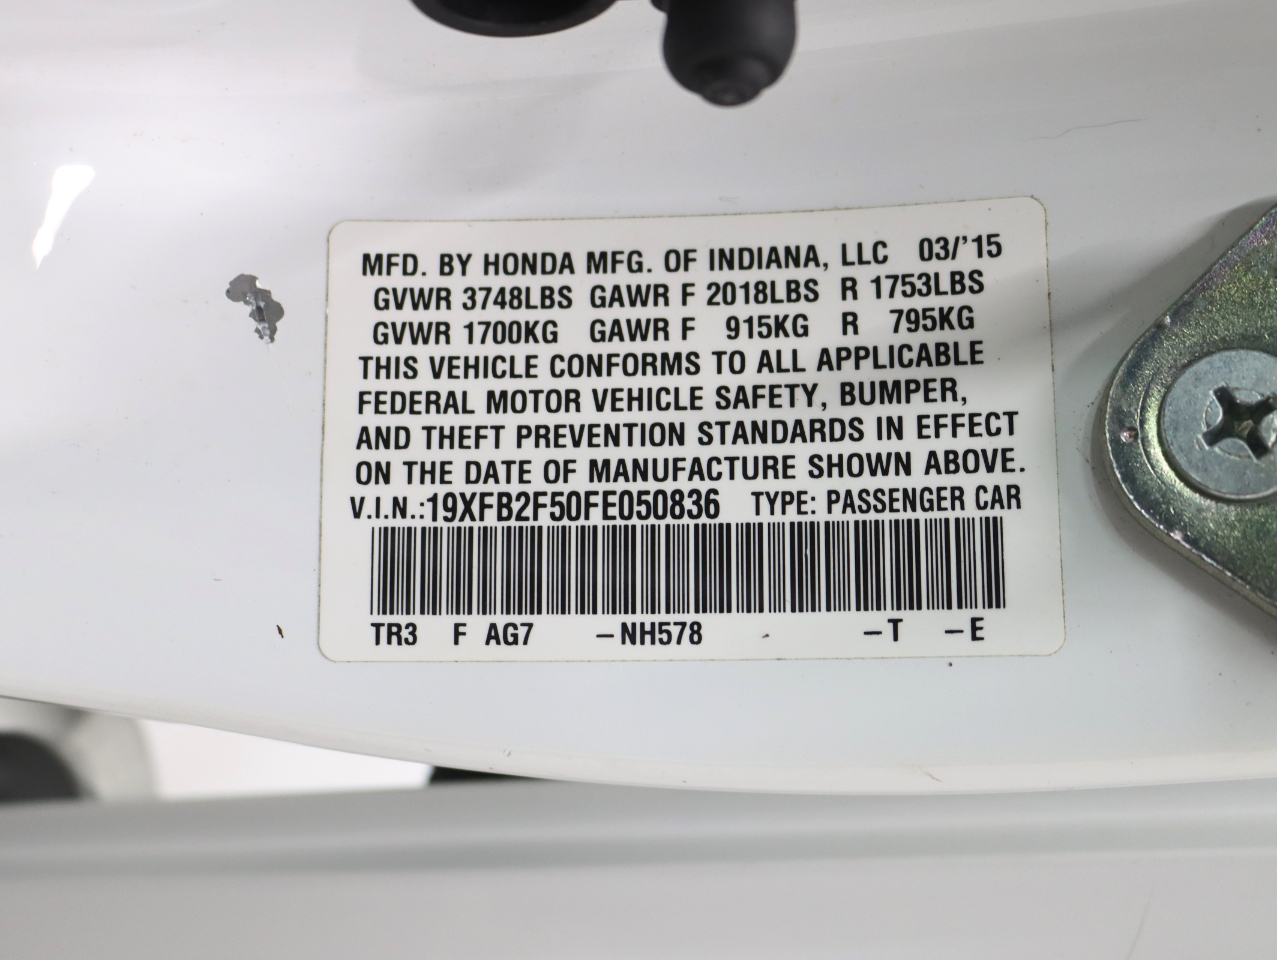 MFD. BY HONDA MFG. OF INDIANA, LLC 03/'15
GVWR 3748LBS GAWR F 2018LBS R 1753LBS
GVWR 1700KG GAWR F 915KG R 795KG
THIS VEHICLE CONFORMS TO ALL APPLICABLE
FEDERAL MOTOR VEHICLE SAFETY, BUMPER,
AND THEFT PREVENTION STANDARDS IN EFFECT
ON THE DATE OF MANUFACTURE SHOWN ABOVE.
V.I.N.:19XFB2F50FE050836 TYPE: PASSENGER CAR
TR3 F AG7 –NH578 - –T –E